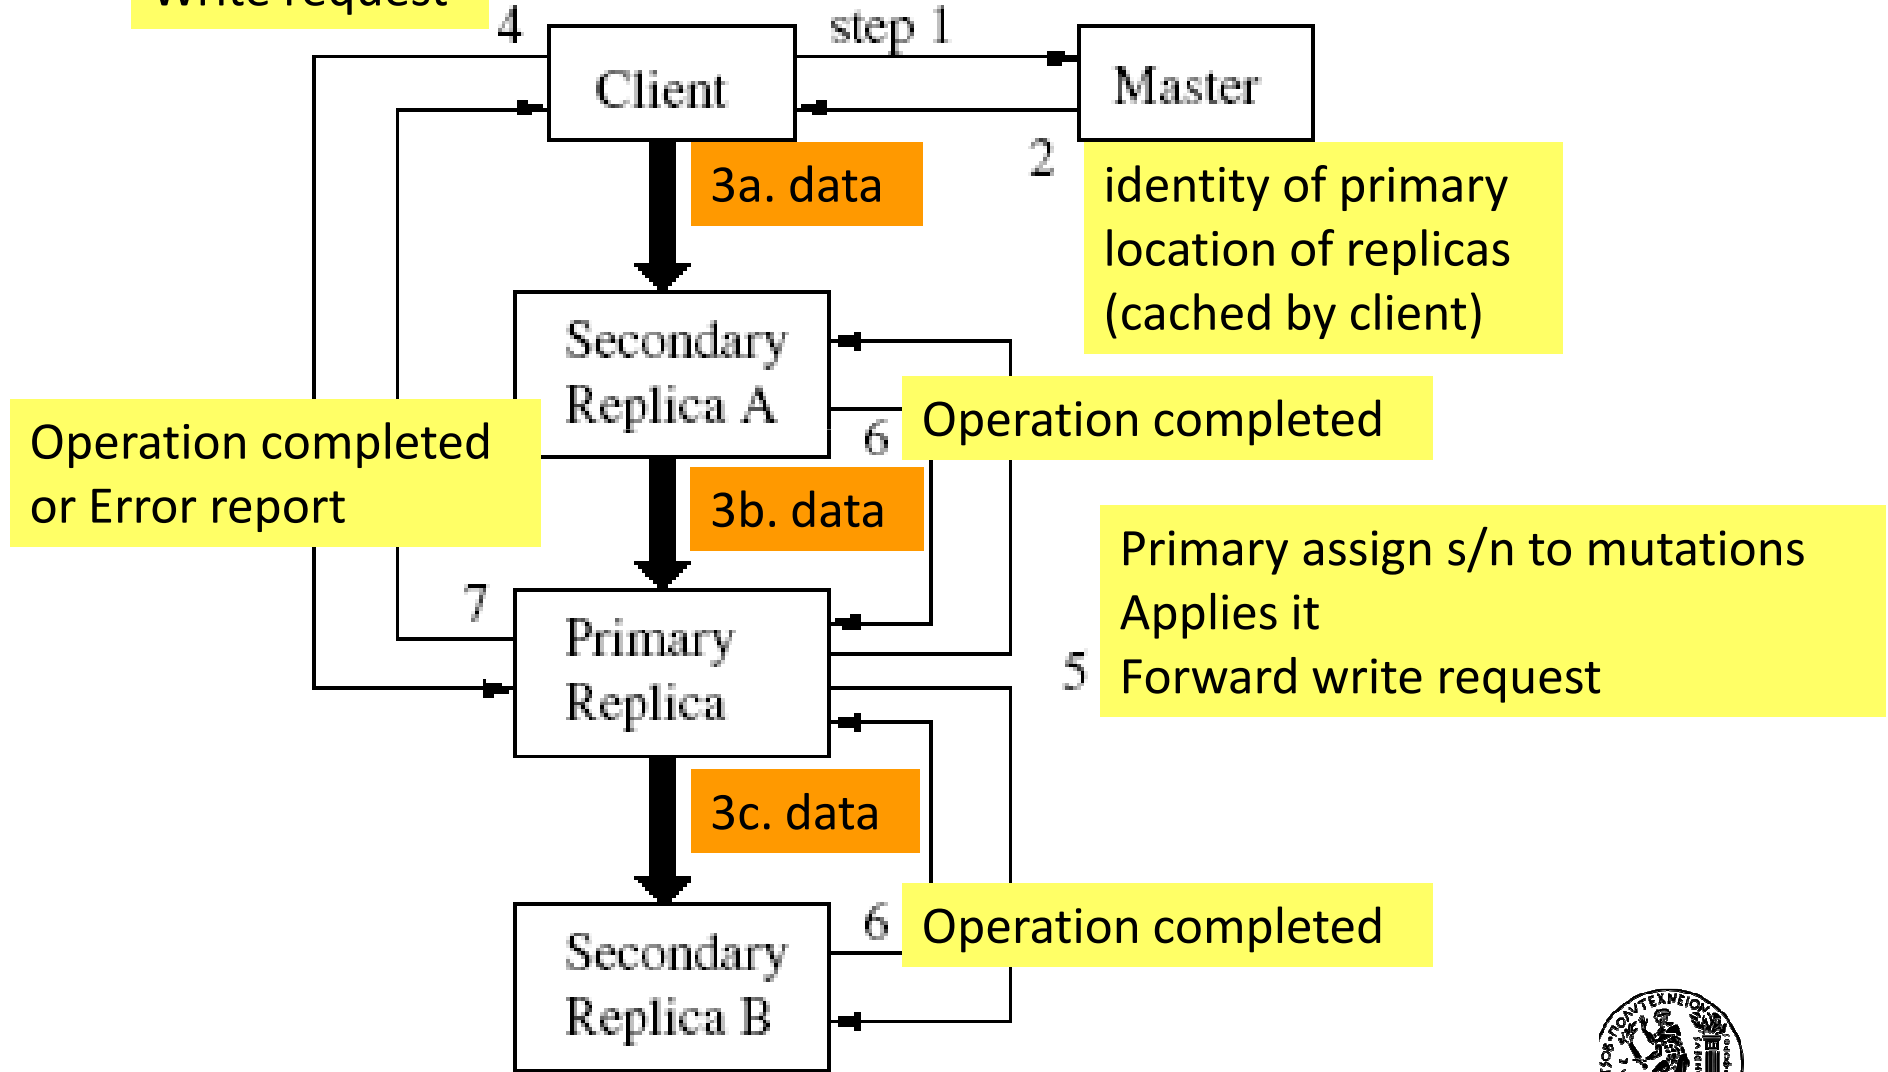 Write request
4
step 1
Client
Master
2
3a. data
identity of primary
location of replicas
(cached by client)
Secondary
Replica A
Operation completed
6
Operation completed
or Error report
3b. data
Primary assign s/n to mutations
Applies it
Forward write request
5
7
Primary
Replica
3c. data
6
Operation completed
Secondary
Replica B